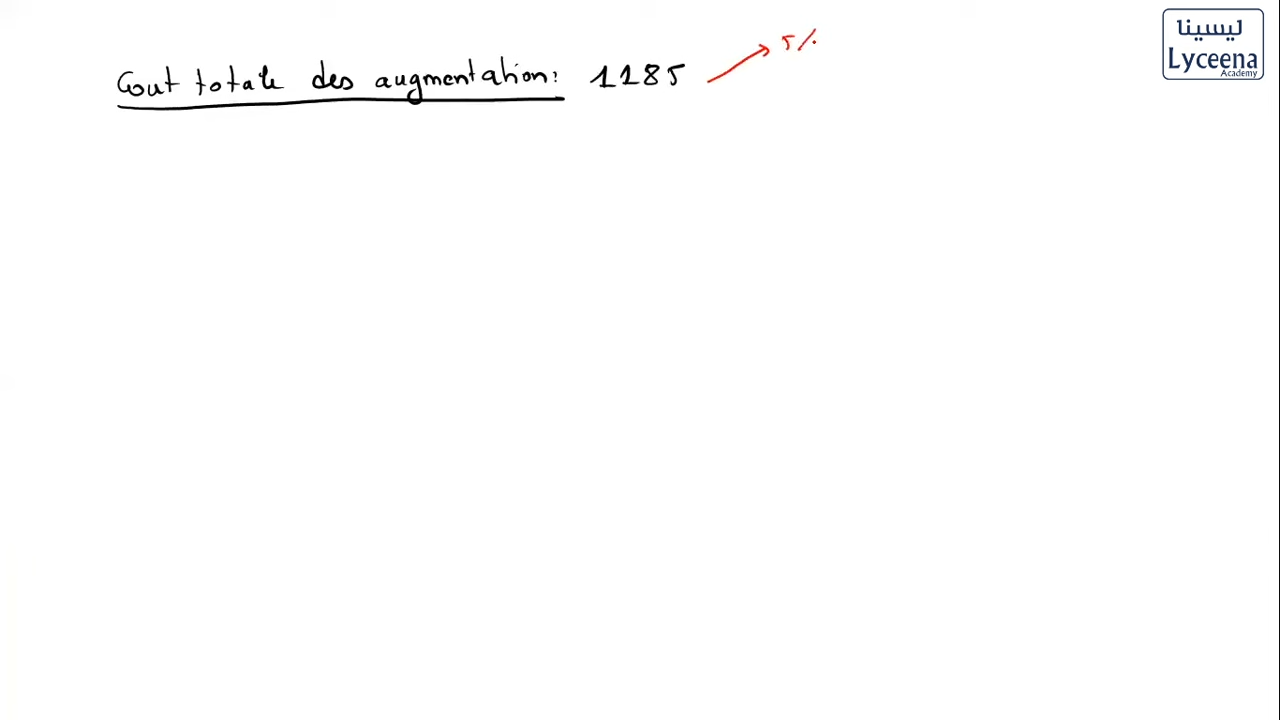 Cout totale des augmentation: 1185 → 5%
ليسينا
Lyceena
Academy